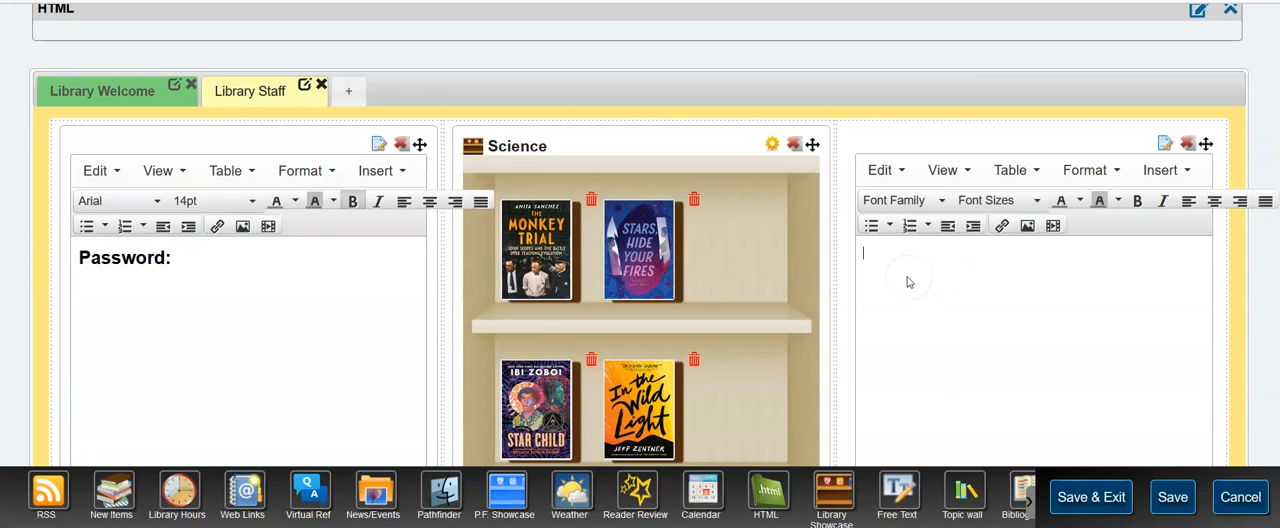 HTML
Library Welcome
Library Staff
+
Edit View Table Format Insert
Arial 14pt A A B I
Password:
Science
ANITA SANCHEZ
THE
MONKEY
TRIAL
JOHN SCOPES AND THE BATTLE
OVER TEACHING EVOLUTION
STARS,
HIDE
YOUR
FIRES
IBI ZOBOI
STAR CHILD
In the
Wild
Light
JEFF ZENTNER
Edit View Table Format Insert
Font Family Font Sizes A A B I
RSS
New Items
Library Hours
Web Links
Q
A
Virtual Ref
News/Events
Pathfinder
P.F. Showcase
Weather
Reader Review
Calendar
.html
HTML
Library
Showcase
Free Text
Topic wall
Bibliog
Save & Exit
Save
Cancel